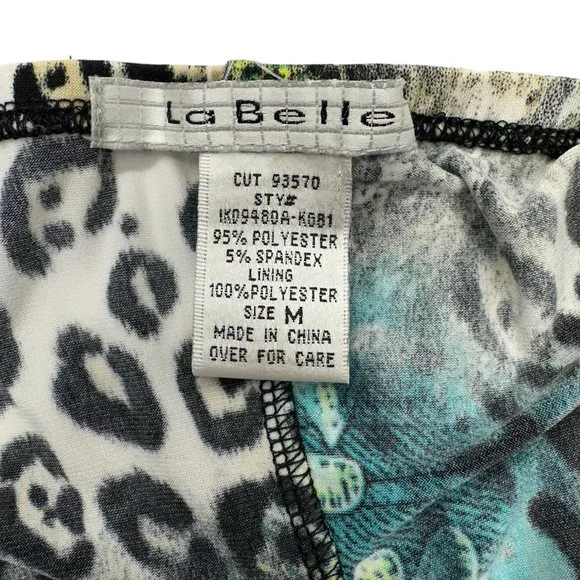 La Belle
CUT 93570
STY#
1KD9480A-KG81
95% POLYESTER
5% SPANDEX
LINING
100%POLYESTER
SIZE M
MADE IN CHINA
OVER FOR CARE